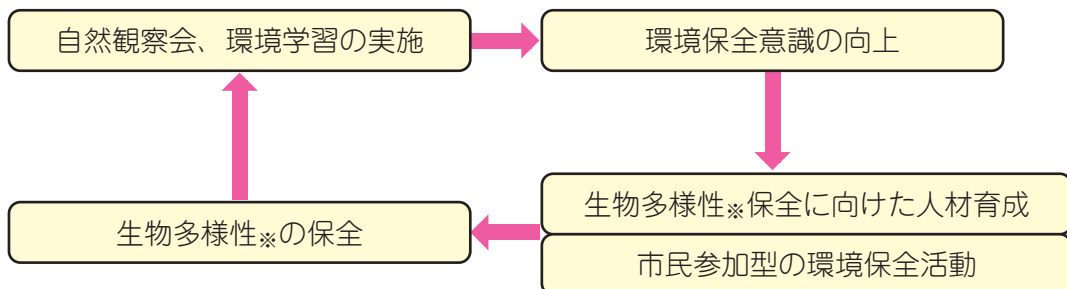 自然観察会、環境学習の実施
環境保全意識の向上
生物多様性※保全に向けた人材育成
市民参加型の環境保全活動
生物多様性※の保全